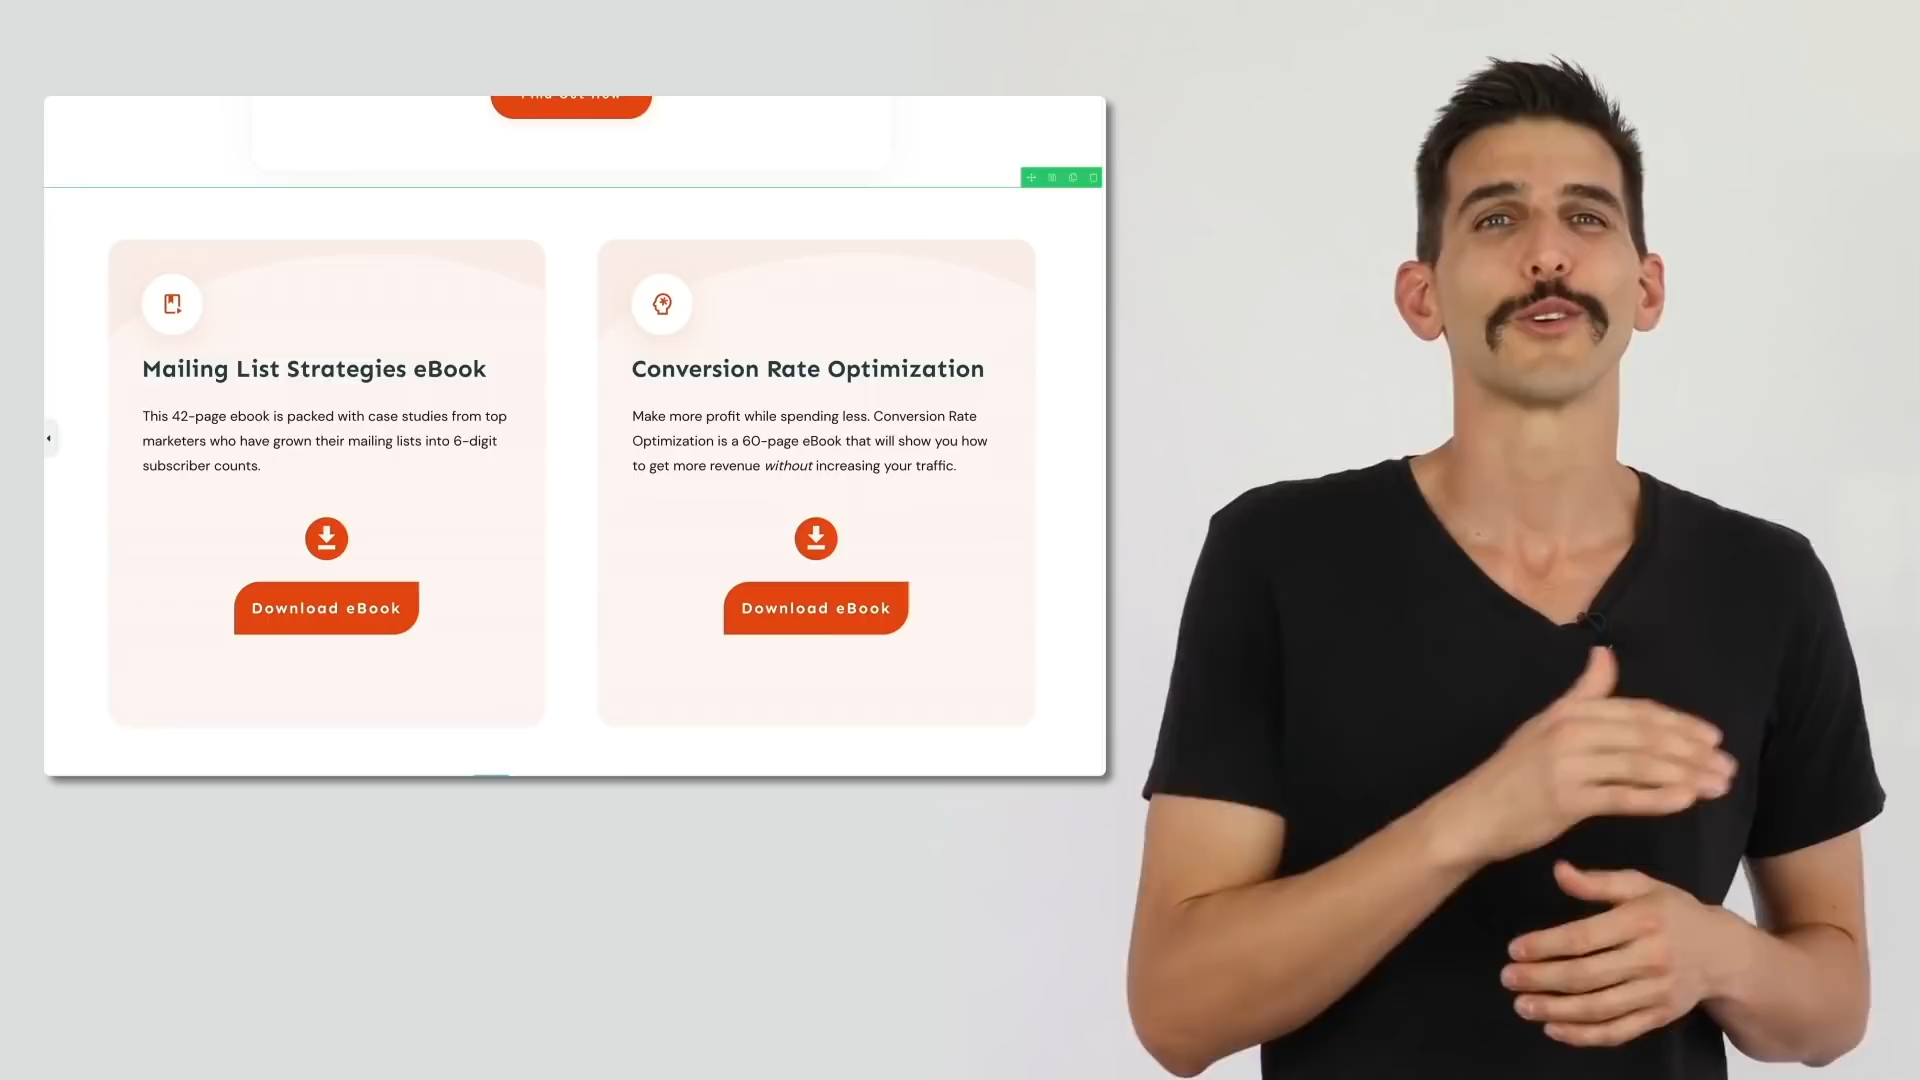 Find Out Now
Mailing List Strategies eBook
This 42-page ebook is packed with case studies from top
marketers who have grown their mailing lists into 6-digit
subscriber counts.
Download eBook
Conversion Rate Optimization
Make more profit while spending less. Conversion Rate
Optimization is a 60-page eBook that will show you how
to get more revenue without increasing your traffic.
Download eBook